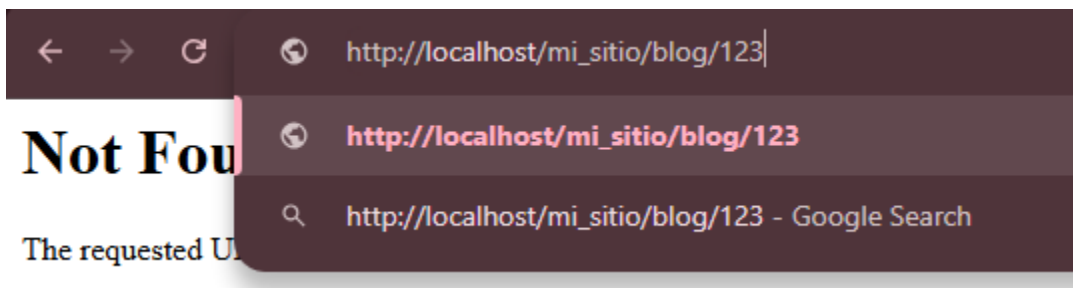 http://localhost/mi_sitio/blog/123
http://localhost/mi_sitio/blog/123
Not Fou
http://localhost/mi_sitio/blog/123 - Google Search
The requested U